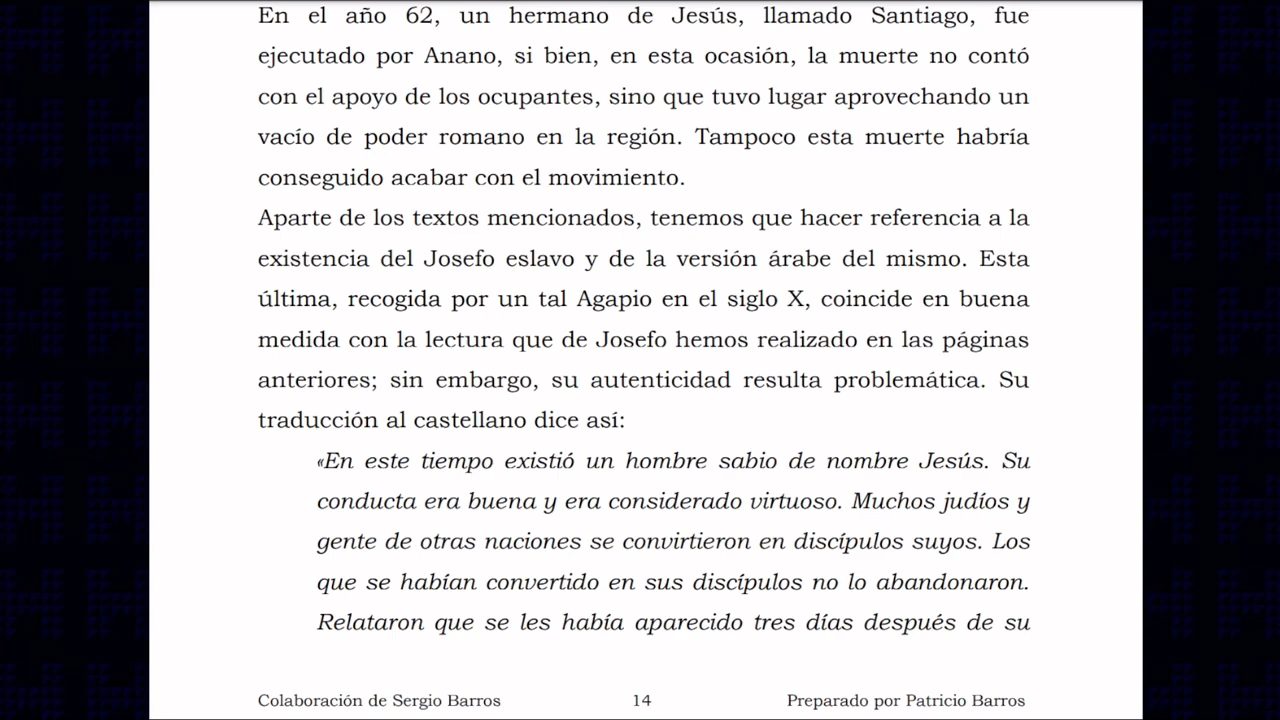 En el año 62, un hermano de Jesús, llamado Santiago, fue
ejecutado por Anano, si bien, en esta ocasión, la muerte no contó
con el apoyo de los ocupantes, sino que tuvo lugar aprovechando un
vacío de poder romano en la región. Tampoco esta muerte habría
conseguido acabar con el movimiento.
Aparte de los textos mencionados, tenemos que hacer referencia a la
existencia del Josefo eslavo y de la versión árabe del mismo. Esta
última, recogida por un tal Agapio en el siglo X, coincide en buena
medida con la lectura que de Josefo hemos realizado en las páginas
anteriores; sin embargo, su autenticidad resulta problemática. Su
traducción al castellano dice así:
«En este tiempo existió un hombre sabio de nombre Jesús. Su
conducta era buena y era considerado virtuoso. Muchos judíos y
gente de otras naciones se convirtieron en discípulos suyos. Los
que se habían convertido en sus discípulos no lo abandonaron.
Relataron que se les había aparecido tres días después de su
Colaboración de Sergio Barros 14 Preparado por Patricio Barros